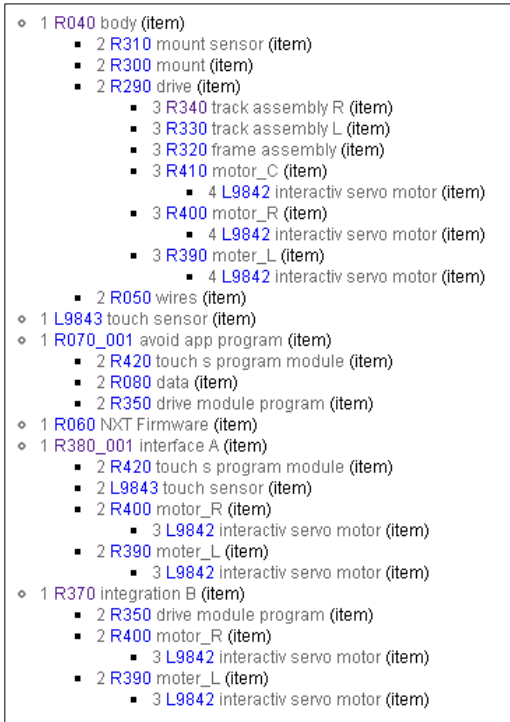 1 R040 body (item)
2 R310 mount sensor (item)
2 R300 mount (item)
2 R290 drive (item)
3 R340 track assembly R (item)
3 R330 track assembly L (item)
3 R320 frame assembly (item)
3 R410 motor_C (item)
4 L9842 interactiv servo motor (item)
3 R400 motor_R (item)
4 L9842 interactiv servo motor (item)
3 R390 moter_L (item)
4 L9842 interactiv servo motor (item)
2 R050 wires (item)
1 L9843 touch sensor (item)
1 R070_001 avoid app program (item)
2 R420 touch s program module (item)
2 R080 data (item)
2 R350 drive module program (item)
1 R060 NXT Firmware (item)
1 R380_001 interface A (item)
2 R420 touch s program module (item)
2 L9843 touch sensor (item)
2 R400 motor_R (item)
3 L9842 interactiv servo motor (item)
2 R390 moter_L (item)
3 L9842 interactiv servo motor (item)
1 R370 integration B (item)
2 R350 drive module program (item)
2 R400 motor_R (item)
3 L9842 interactiv servo motor (item)
2 R390 moter_L (item)
3 L9842 interactiv servo motor (item)